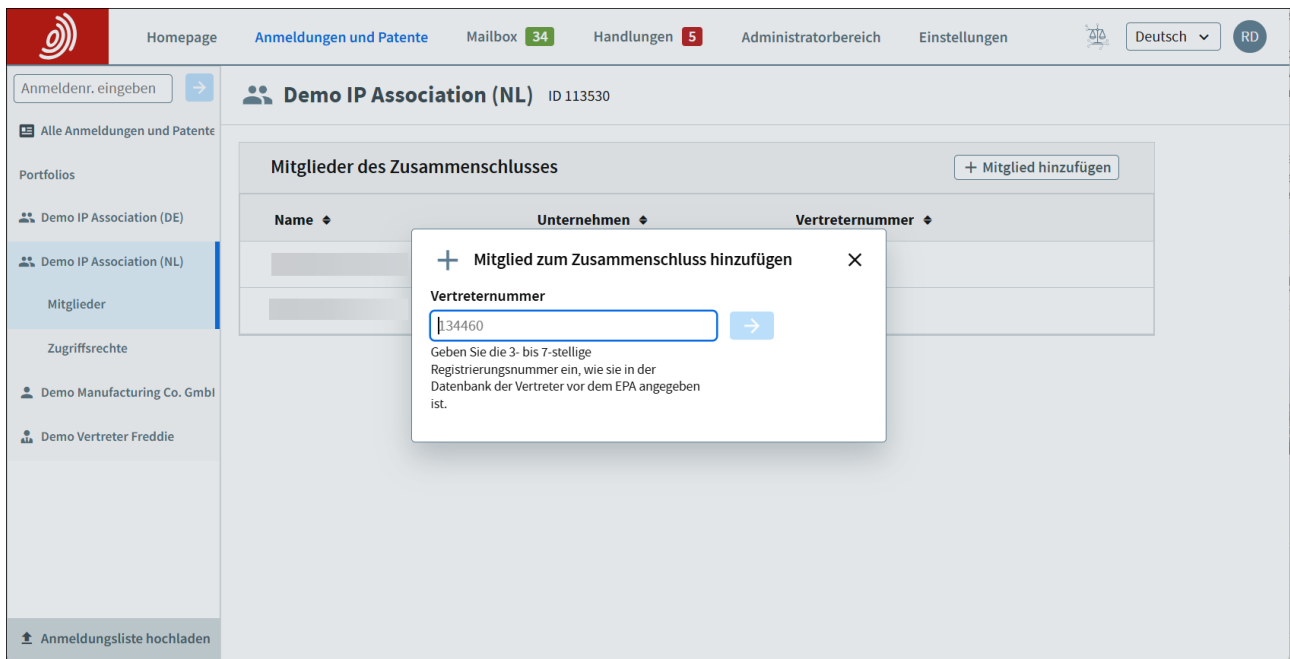 Homepage
Anmeldungen und Patente
Mailbox 34
Handlungen 5
Administratorbereich
Einstellungen
Deutsch
RD
Anmeldenr. eingeben
Alle Anmeldungen und Patente
Portfolios
Demo IP Association (DE)
Demo IP Association (NL)
Mitglieder
Zugriffsrechte
Demo Manufacturing Co. GmbH
Demo Vertreter Freddie
Anmeldungsliste hochladen
Demo IP Association (NL) ID 113530
Mitglieder des Zusammenschlusses
+ Mitglied hinzufügen
Name
Unternehmen
Vertreternummer
Mitglied zum Zusammenschluss hinzufügen
Vertreternummer
134460
Geben Sie die 3- bis 7-stellige
Registrierungsnummer ein, wie sie in der
Datenbank der Vertreter vor dem EPA angegeben
ist.